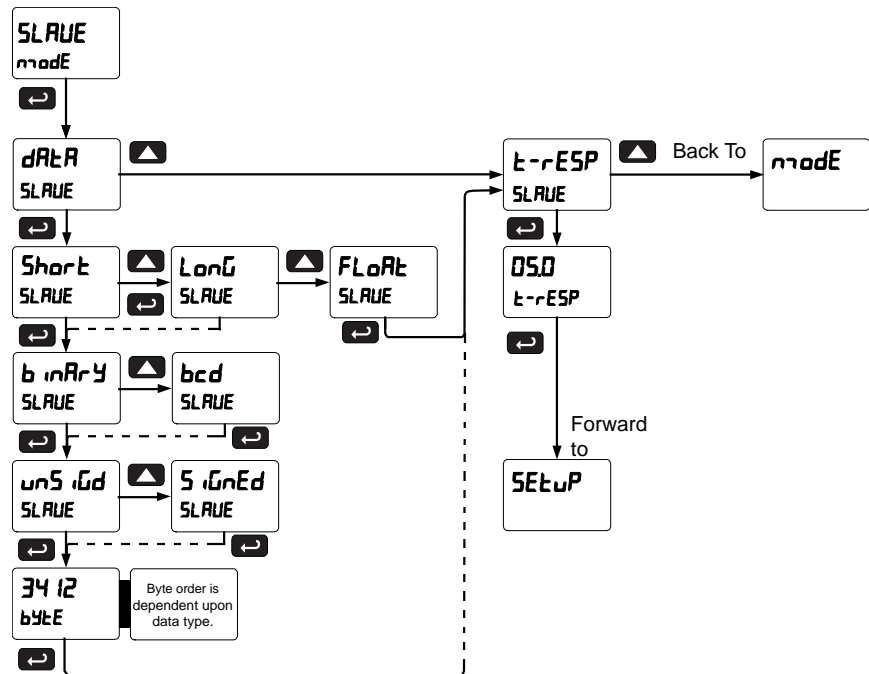 SLAVE
modE
dAtA
SLAVE
t-rESP
SLAVE
Back To
modE
Short
SLAVE
LonG
SLAVE
FLoAt
SLAVE
05.0
t-rESP
binArY
SLAVE
bcd
SLAVE
Forward
to
unSiGd
SLAVE
SiGnEd
SLAVE
SEtuP
3412
bYtE
Byte order is
dependent upon
data type.